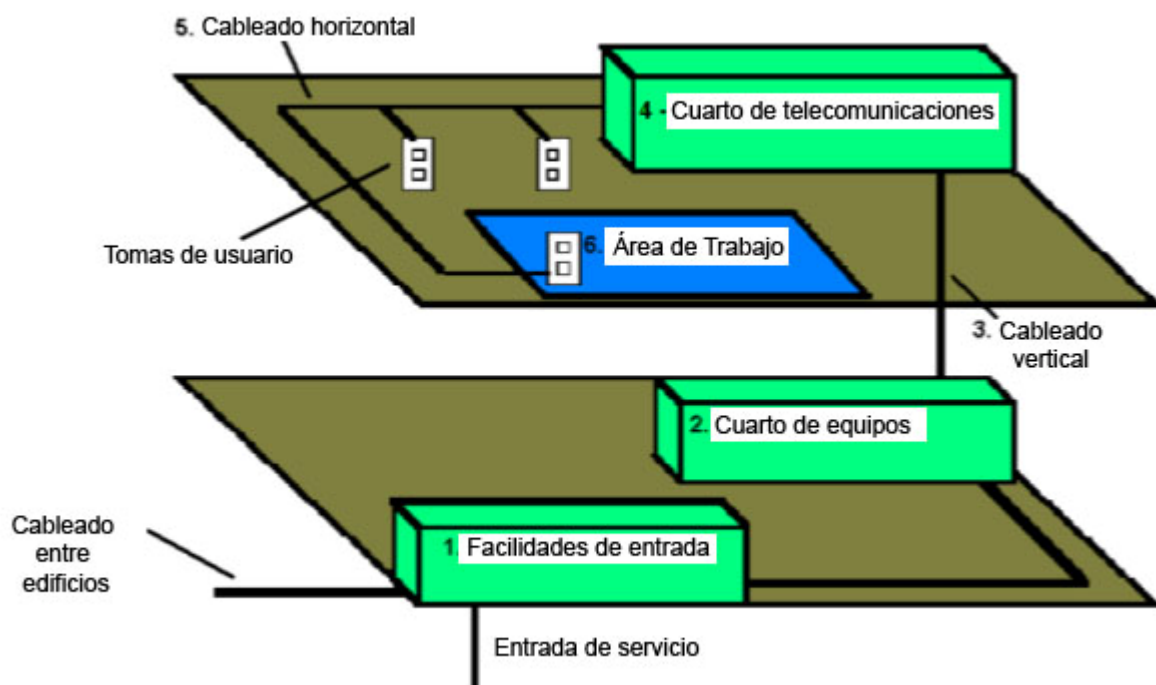 5. Cableado horizontal
4 - Cuarto de telecomunicaciones
Tomas de usuario
6. Área de Trabajo
3. Cableado
vertical
2. Cuarto de equipos
Cableado
entre
edificios
1. Facilidades de entrada
Entrada de servicio